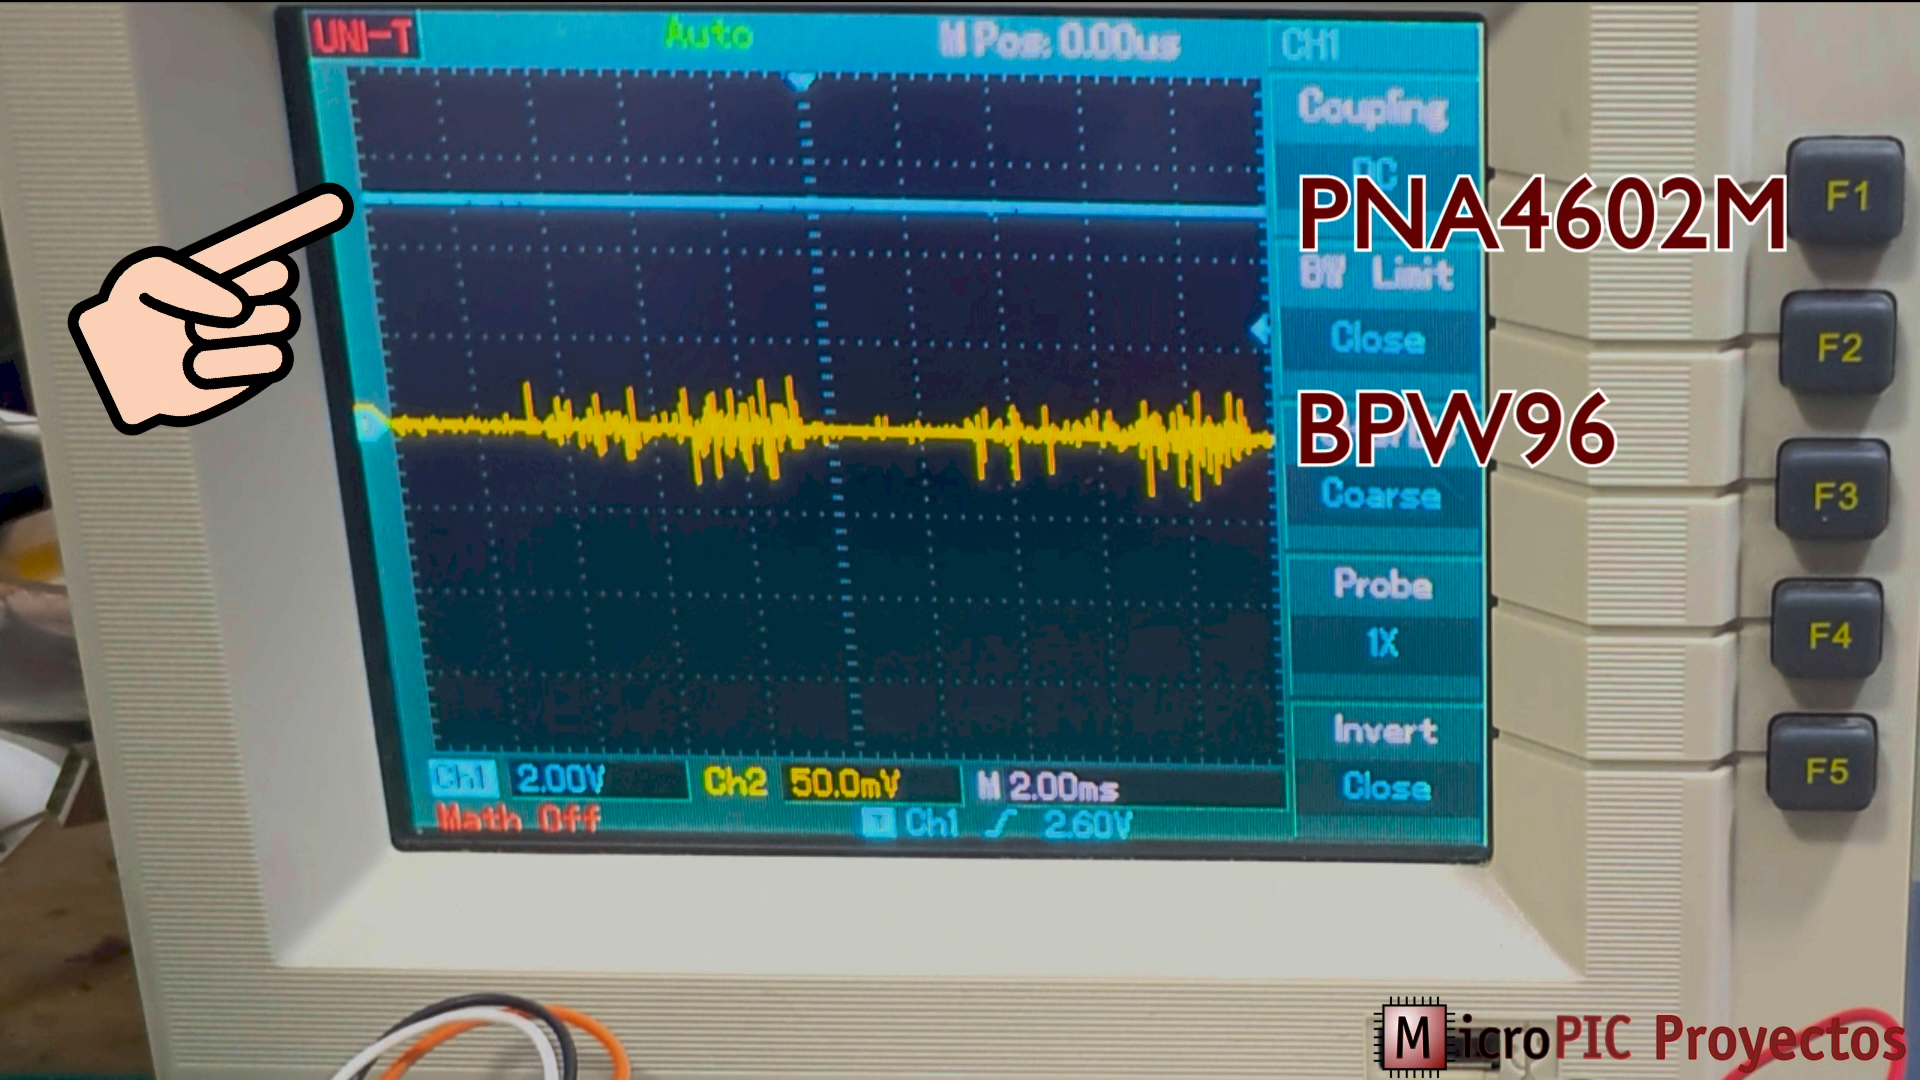 UNI-T Auto M Pos: 0.00us CH1
Coupling
DC
PNA4602M
F1
BW Limit
Close
F2
BPW96
Coarse
F3
Probe
1X
F4
Invert
Close
F5
Ch1 2.00V Ch2 50.0mV M 2.00ms
Math Off Ch1 2.60V
MicroPIC Proyectos